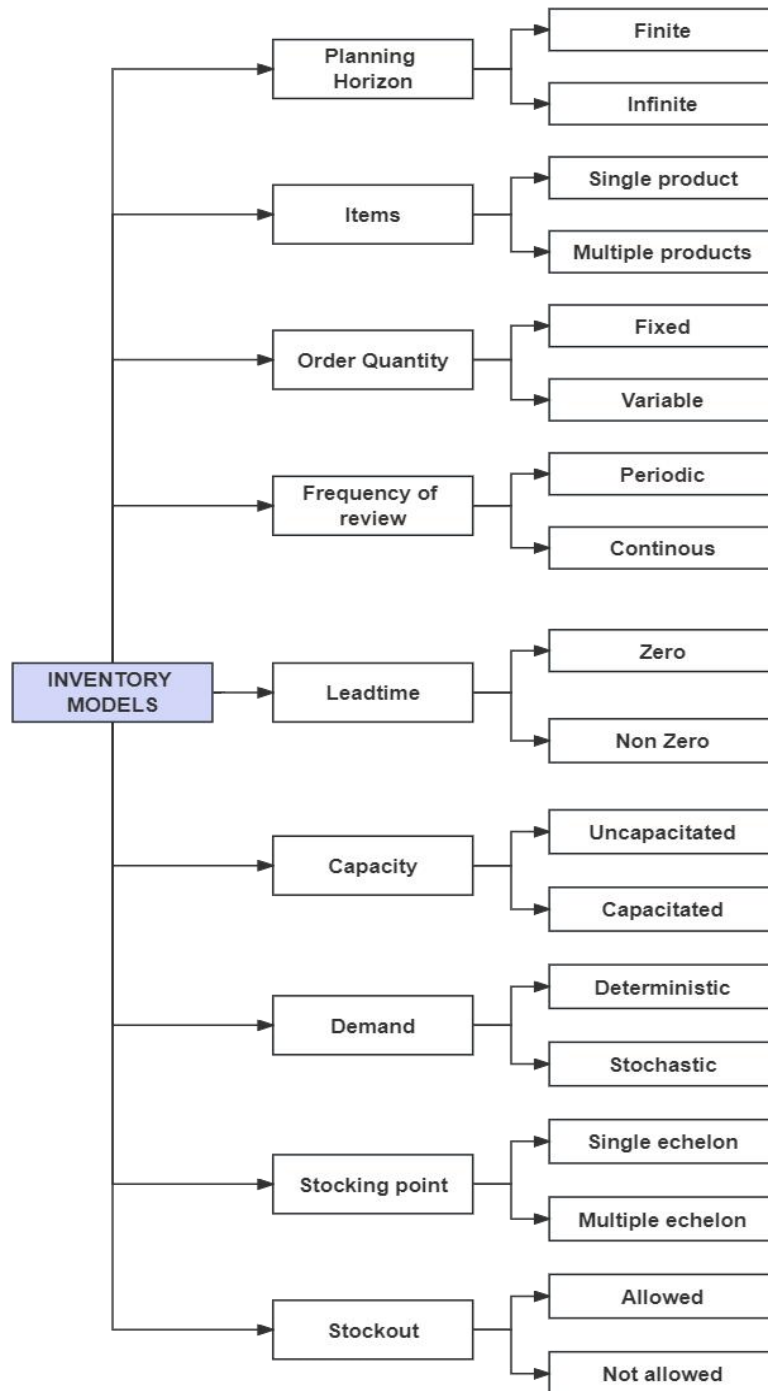 Planning
Horizon
Finite
Infinite
Items
Single product
Multiple products
Order Quantity
Fixed
Variable
Frequency of
review
Periodic
Continous
INVENTORY
MODELS
Leadtime
Zero
Non Zero
Capacity
Uncapacitated
Capacitated
Demand
Deterministic
Stochastic
Stocking point
Single echelon
Multiple echelon
Stockout
Allowed
Not allowed